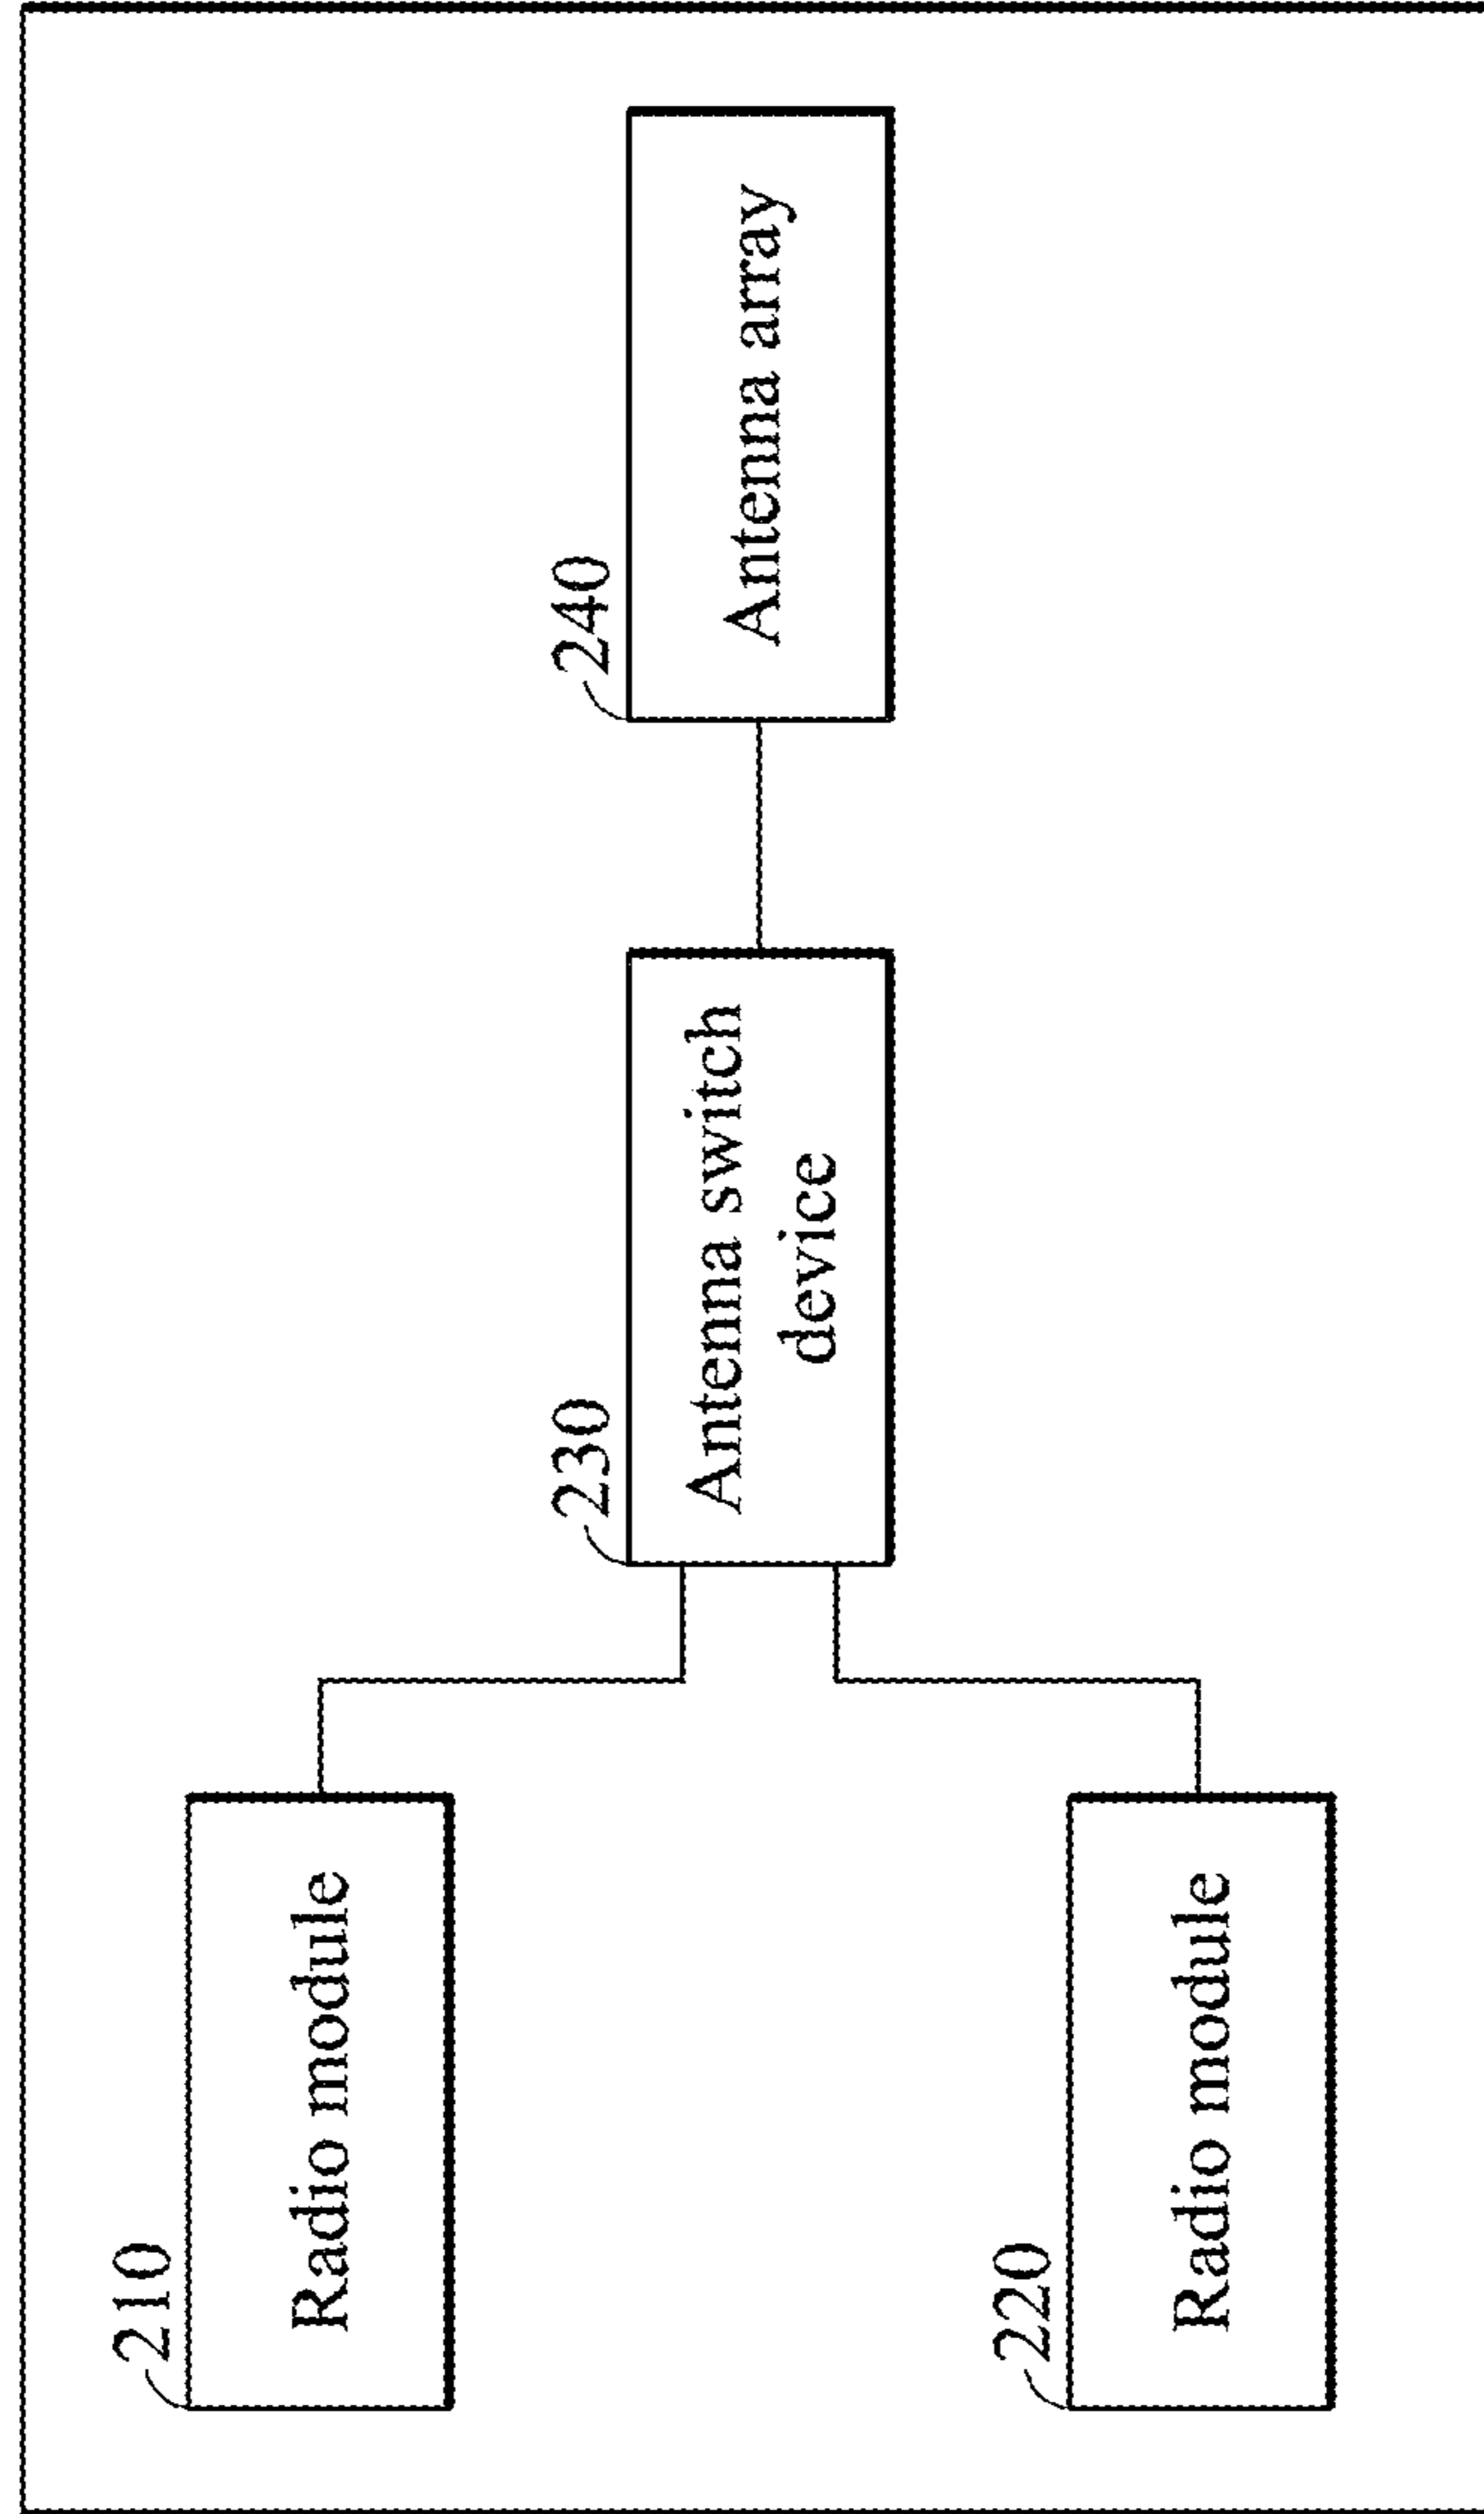 210
Radio module
220
Radio module
230
Antenna switch
device
240
Antenna array